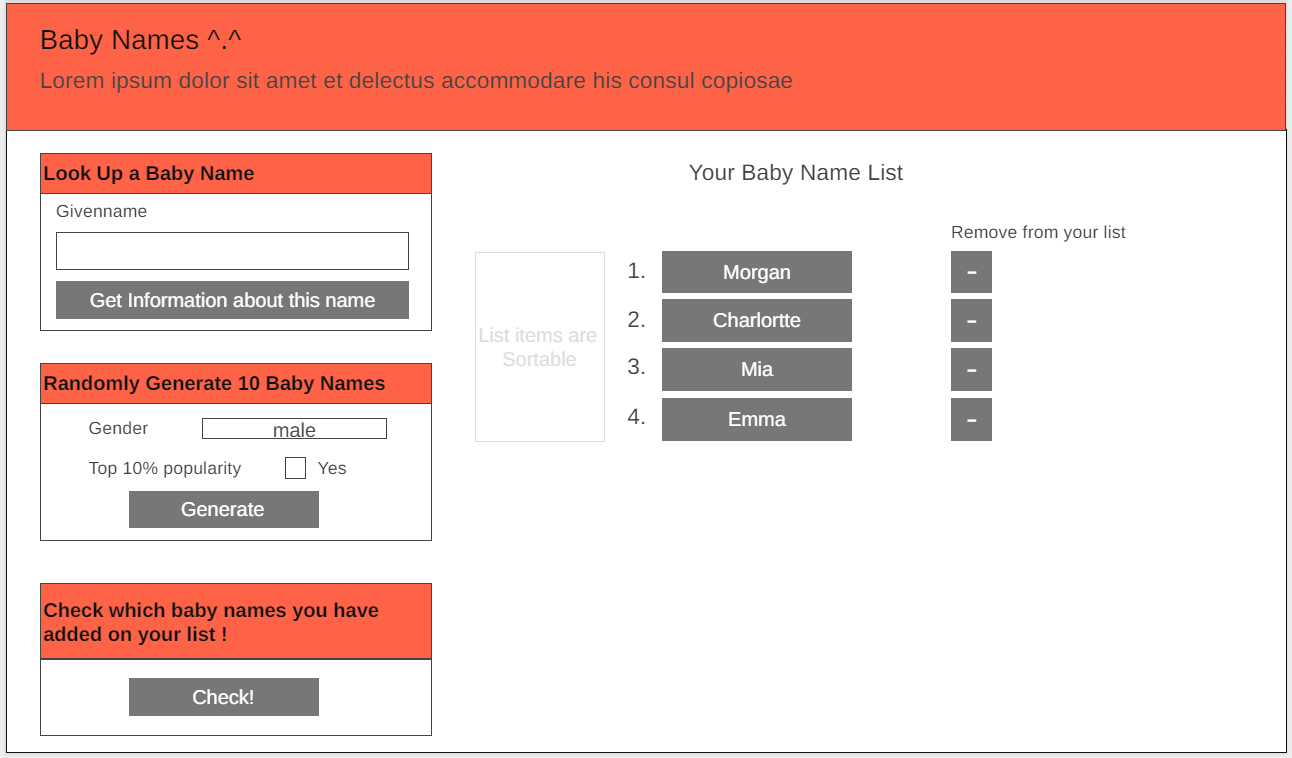 Baby Names ^.^
Lorem ipsum dolor sit amet et delectus accommodare his consul copiosae
Look Up a Baby Name
Givenname
Get Information about this name
Randomly Generate 10 Baby Names
Gender male
Top 10% popularity Yes
Generate
Check which baby names you have
added on your list !
Check!
Your Baby Name List
Remove from your list
List items are
Sortable
1. Morgan -
2. Charlortte -
3. Mia -
4. Emma -